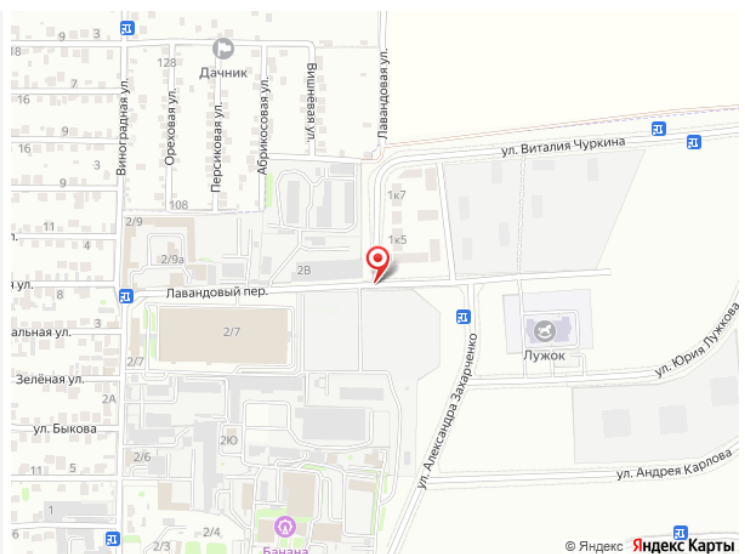 18
9
3
128
Дачник
16
7
16
6
Виноградная ул.
Ореховая ул.
Персиковая ул.
Абрикосовая ул.
Вишневая ул.
Лавандовая ул.
ул. Виталия Чуркина
9
3
108
11
2/9
4
2/9а
1к7
1к5
2В
я ул.
8
Лавандовый пер.
альная ул.
2/7
2/7
Зелёная ул.
2А
ул. Быкова
2Ю
2/6
11
5
1
2/3
2/4
Банана
ул. Александра Захарченко
Лужок
ул. Юрия Лужкова
ул. Андрея Карлова
© Яндекс Яндекс Карты